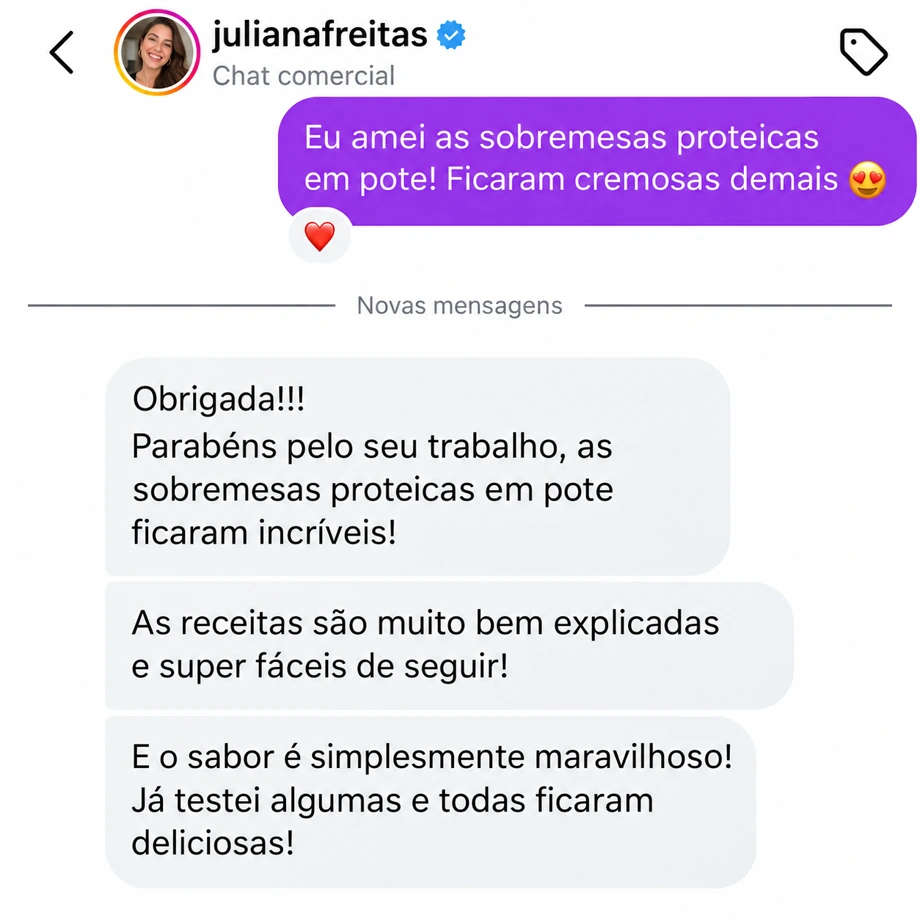 julianafreitas
Chat comercial
Eu amei as sobremesas proteicas
em pote! Ficaram cremosas demais 😍
❤️
Novas mensagens
Obrigada!!!
Parabéns pelo seu trabalho, as
sobremesas proteicas em pote
ficaram incríveis!
As receitas são muito bem explicadas
e super fáceis de seguir!
E o sabor é simplesmente maravilhoso!
Já testei algumas e todas ficaram
deliciosas!